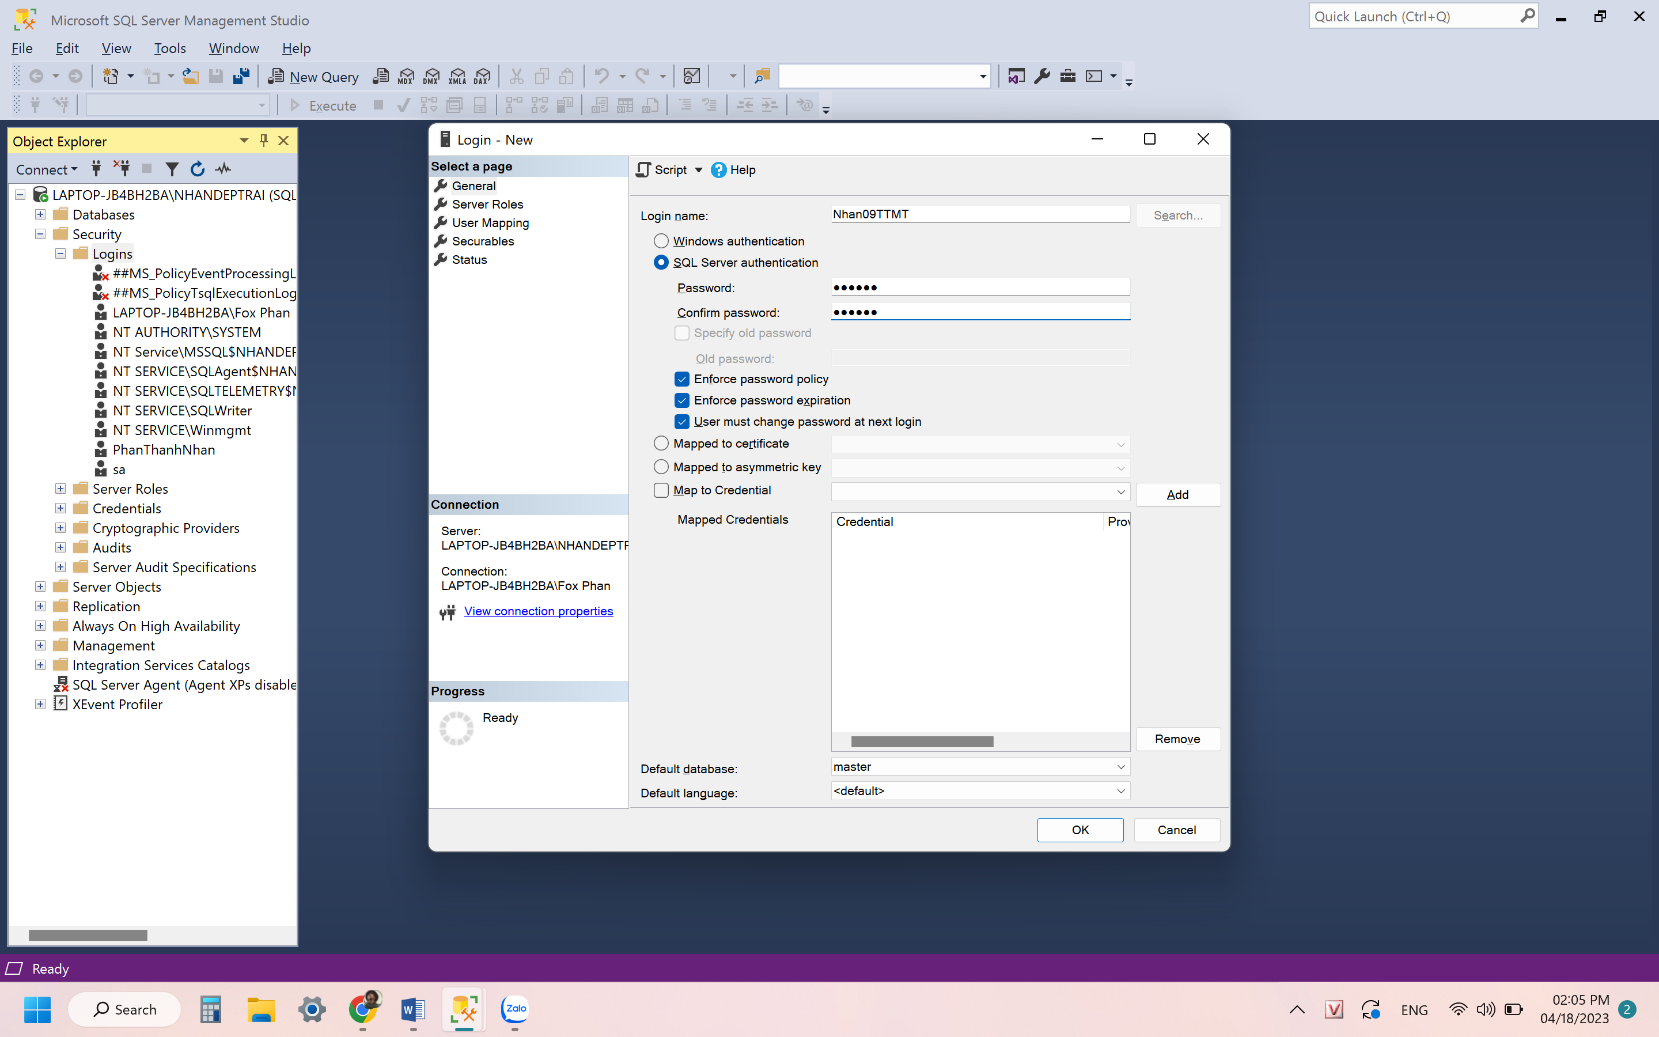 Microsoft SQL Server Management Studio
Quick Launch (Ctrl+Q)
File Edit View Tools Window Help
New Query MDX DMX XMLA DAX
Execute
Object Explorer
Connect
LAPTOP-JB4BH2BA\NHANDEPTRAI (SQL
Databases
Security
Logins
##MS_PolicyEventProcessingL
##MS_PolicyTsqlExecutionLog
LAPTOP-JB4BH2BA\Fox Phan
NT AUTHORITY\SYSTEM
NT Service\MSSQL$NHANDEP
NT SERVICE\SQLAgent$NHAN
NT SERVICE\SQLTELEMETRY$N
NT SERVICE\SQLWriter
NT SERVICE\Winmgmt
PhanThanhNhan
sa
Server Roles
Credentials
Cryptographic Providers
Audits
Server Audit Specifications
Server Objects
Replication
Always On High Availability
Management
Integration Services Catalogs
SQL Server Agent (Agent XPs disable
XEvent Profiler
Login - New
Select a page
General
Server Roles
User Mapping
Securables
Status
Connection
Server:
LAPTOP-JB4BH2BA\NHANDEPTF
Connection:
LAPTOP-JB4BH2BA\Fox Phan
View connection properties
Progress
Ready
Script Help
Login name: Nhan09TTMT Search...
Windows authentication
SQL Server authentication
Password: ●●●●●●
Confirm password: ●●●●●●
Specify old password
Old password:
Enforce password policy
Enforce password expiration
User must change password at next login
Mapped to certificate
Mapped to asymmetric key
Map to Credential Add
Mapped Credentials Credential Prov
Remove
Default database: master
Default language: <default>
OK Cancel
Ready
Search Zalo ENG 02:05 PM
04/18/2023 2